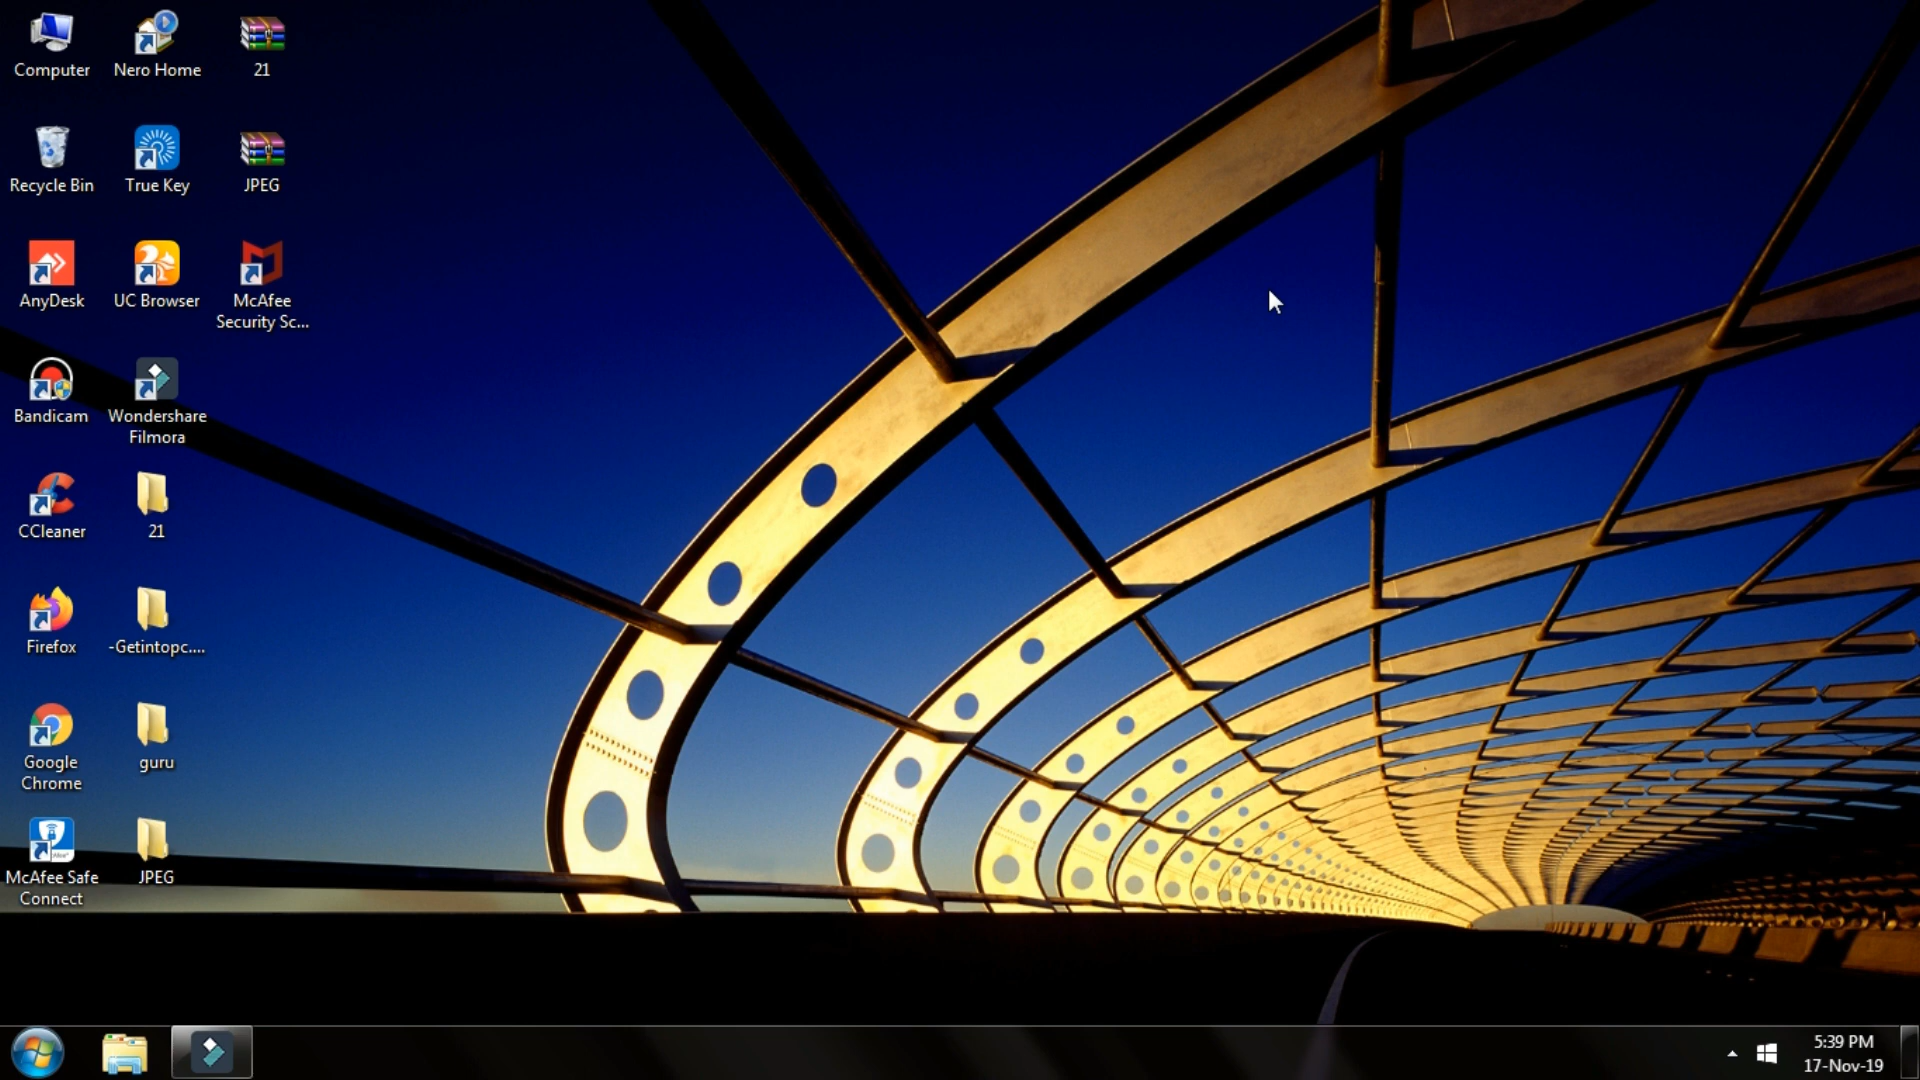 Computer
Nero Home
21
Recycle Bin
True Key
JPEG
AnyDesk
UC Browser
McAfee
Security Sc...
Bandicam
Wondershare
Filmora
CCleaner
21
Firefox
-Getintopc....
Google
Chrome
guru
McAfee Safe
Connect
JPEG
5:39 PM
17-Nov-19